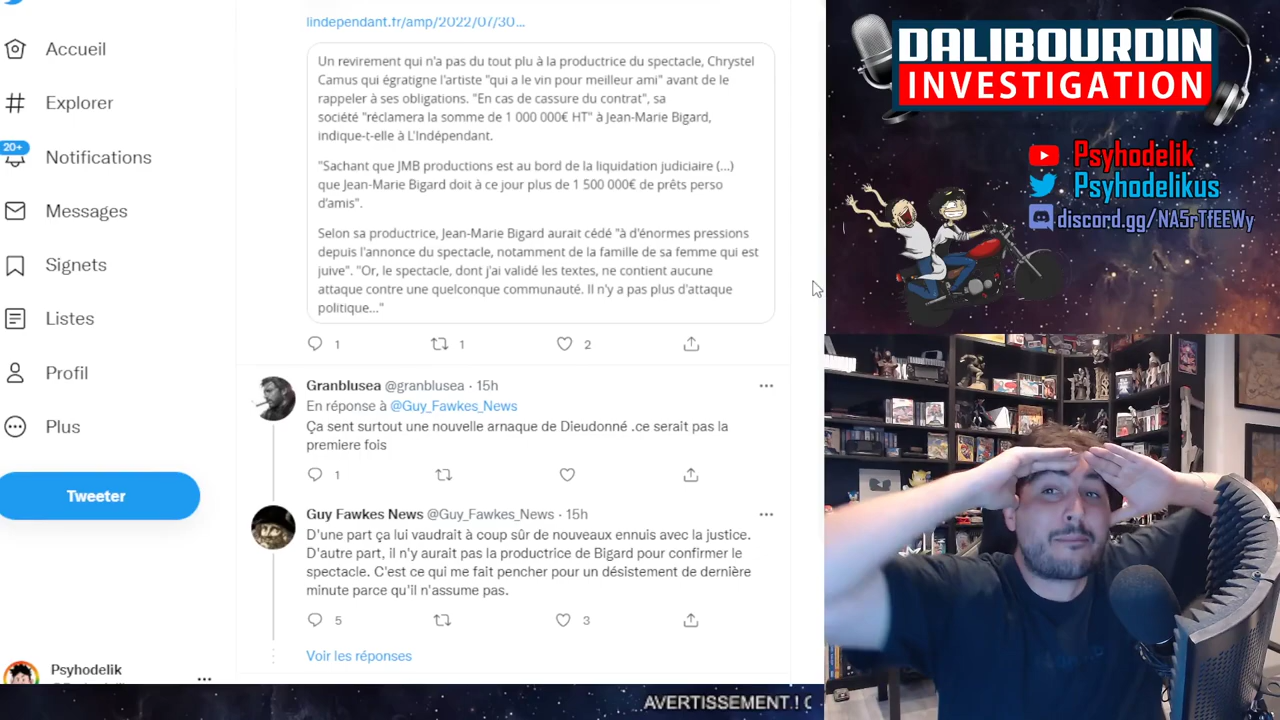 lindependant.fr/amp/2022/07/30...
Accueil
Explorer
20+
Notifications
Messages
Signets
Listes
Profil
Plus
Tweeter
Psyhodelik
Un revirement qui n'a pas du tout plu à la productrice du spectacle, Chrystel
Camus qui égratigne l'artiste "qui a le vin pour meilleur ami" avant de le
rappeler à ses obligations. "En cas de cassure du contrat", sa
société "réclamera la somme de 1 000 000€ HT" à Jean-Marie Bigard,
indique-t-elle à L'Indépendant.
"Sachant que JMB productions est au bord de la liquidation judiciaire (...)
que Jean-Marie Bigard doit à ce jour plus de 1 500 000€ de prêts perso
d'amis".
Selon sa productrice, Jean-Marie Bigard aurait cédé "à d'énormes pressions
depuis l'annonce du spectacle, notamment de la famille de sa femme qui est
juive". "Or, le spectacle, dont j'ai validé les textes, ne contient aucune
attaque contre une quelconque communauté. Il n'y a pas plus d'attaque
politique..."
1 1 2
Granblusea @granblusea · 15h
En réponse à @Guy_Fawkes_News
Ça sent surtout une nouvelle arnaque de Dieudonné .ce serait pas la
premiere fois
1
Guy Fawkes News @Guy_Fawkes_News · 15h
D'une part ça lui vaudrait à coup sûr de nouveaux ennuis avec la justice.
D'autre part, il n'y aurait pas la productrice de Bigard pour confirmer le
spectacle. C'est ce qui me fait pencher pour un désistement de dernière
minute parce qu'il n'assume pas.
5 3
Voir les réponses
DALIBOURDIN
INVESTIGATION
Psyhodelik
Psyhodelikus
discord.gg/NA5rTfEEWy
AVERTISSEMENT.!